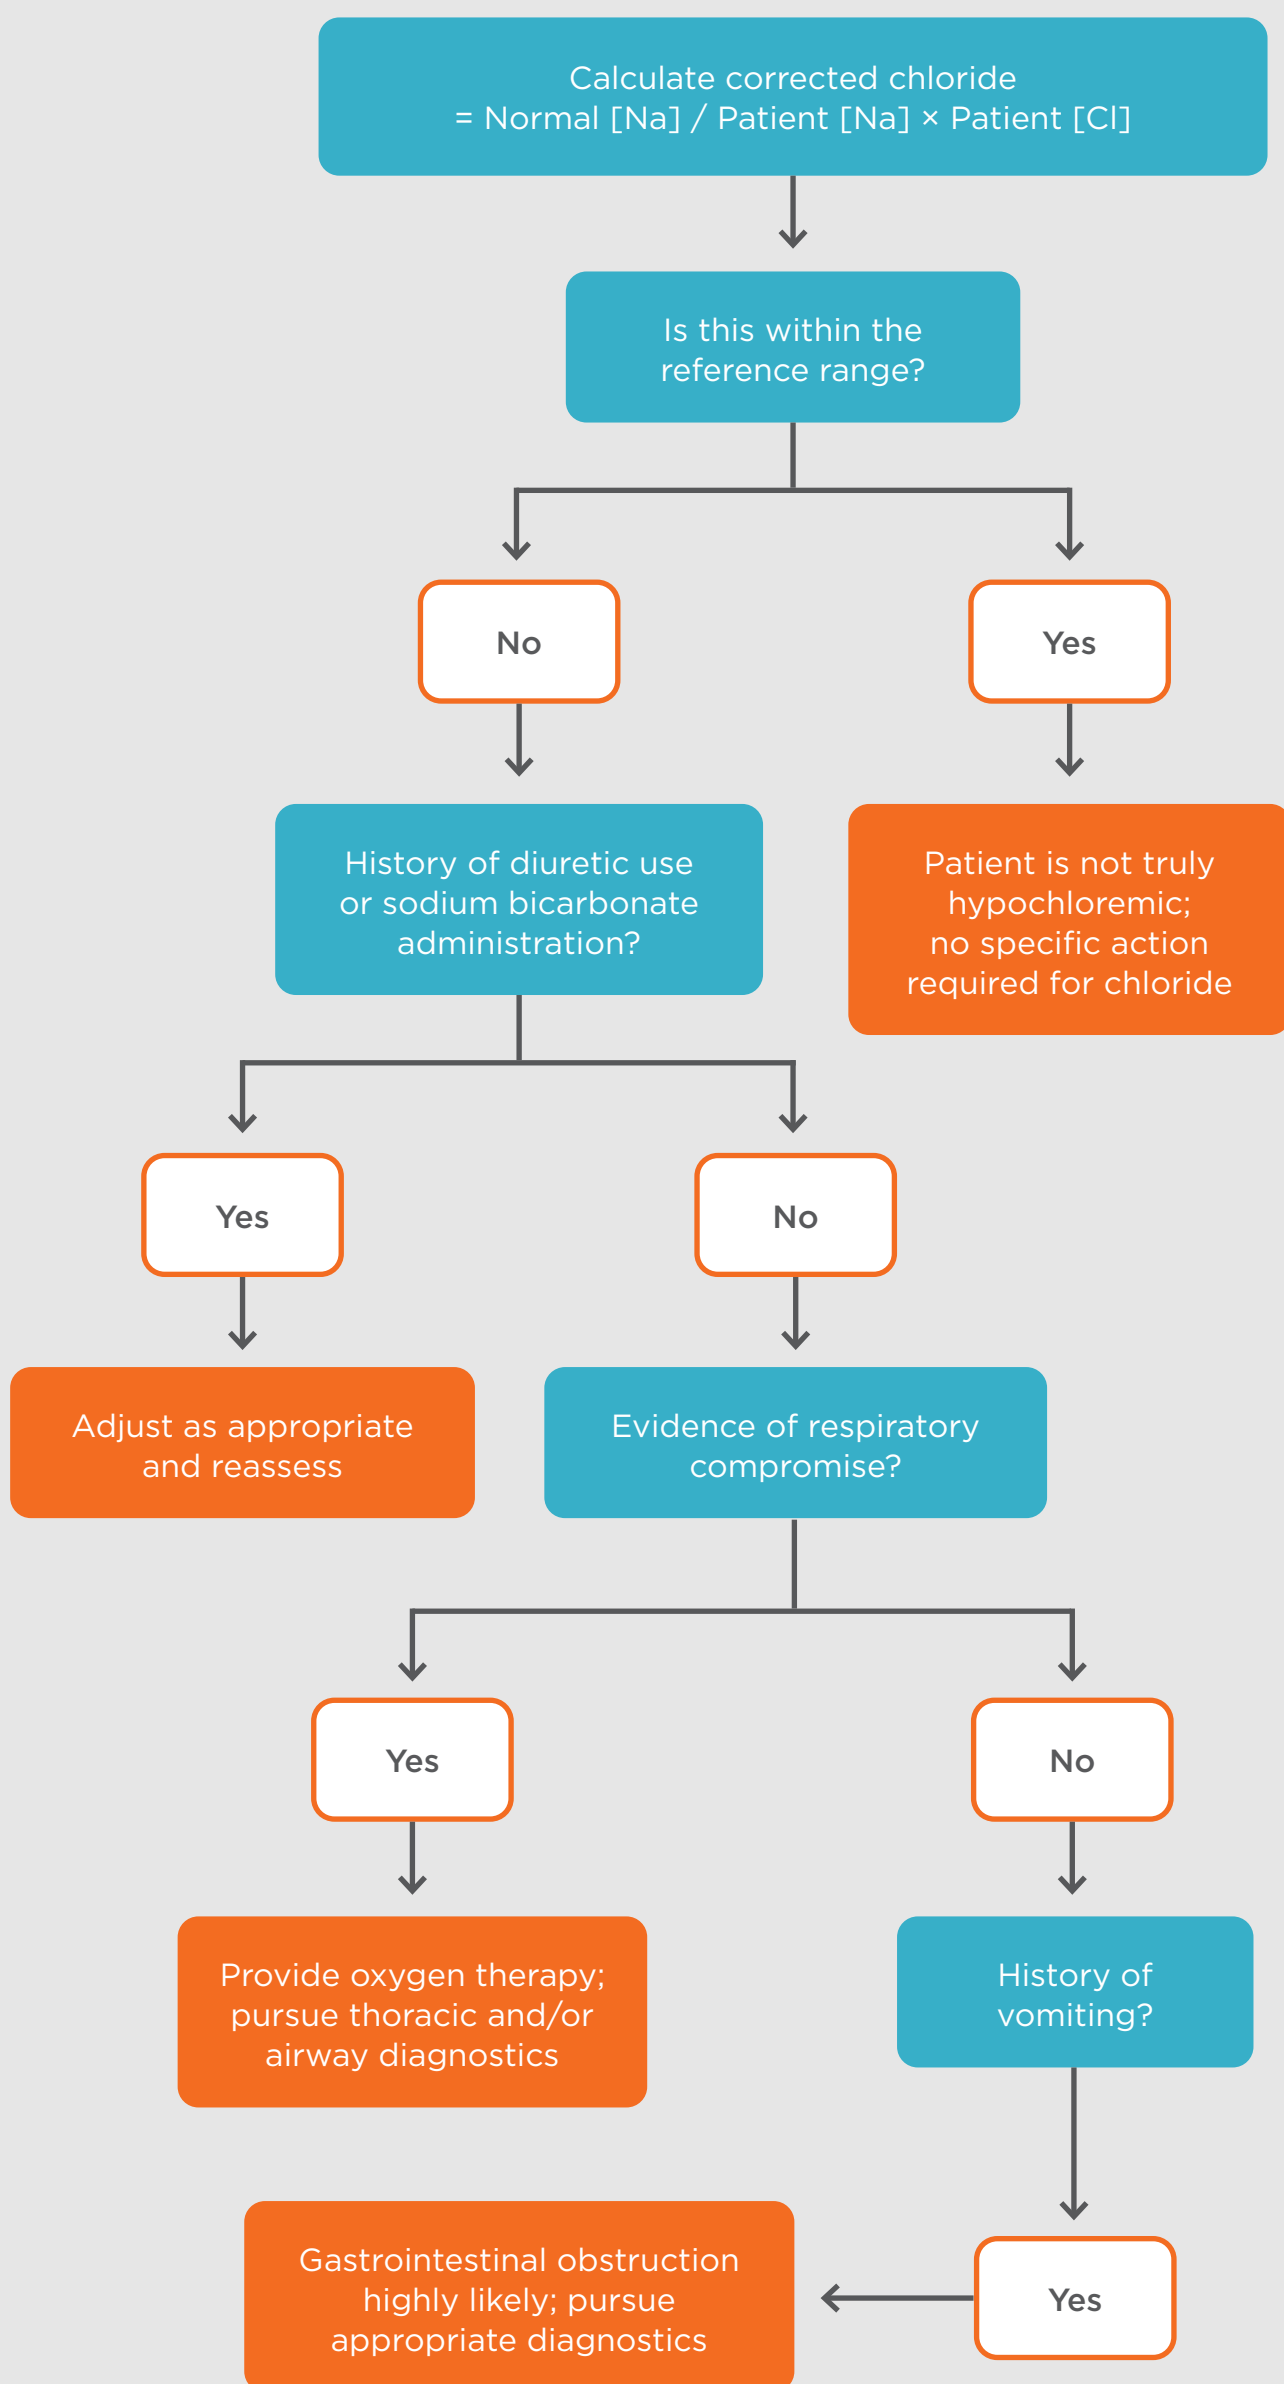 Calculate corrected chloride
= Normal [Na] / Patient [Na] × Patient [Cl]
Is this within the
reference range?
No
Yes
History of diuretic use
or sodium bicarbonate
administration?
Patient is not truly
hypochloremic;
no specific action
required for chloride
Yes
No
Adjust as appropriate
and reassess
Evidence of respiratory
compromise?
Yes
No
Provide oxygen therapy;
pursue thoracic and/or
airway diagnostics
History of
vomiting?
Gastrointestinal obstruction
highly likely; pursue
appropriate diagnostics
Yes